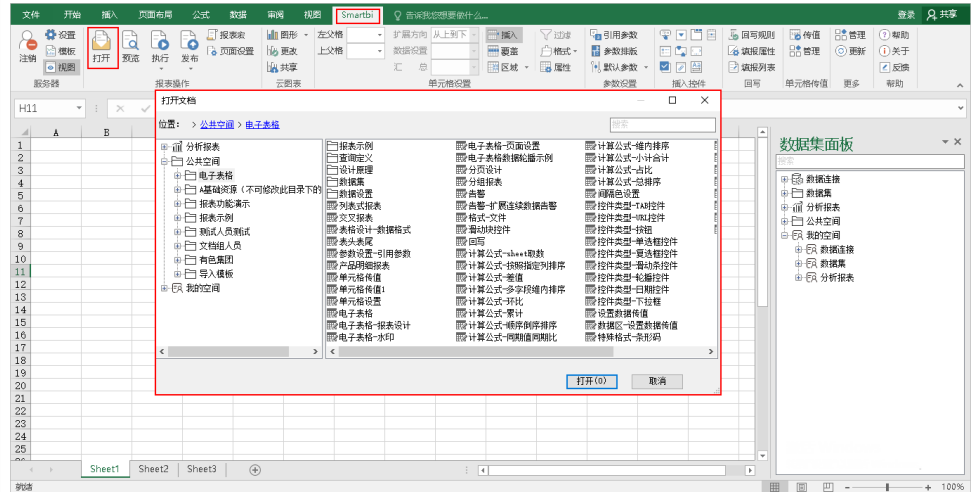 文件 开始 插入 页面布局 公式 数据 审阅 视图 Smartbi 告诉我您想要做什么... 登录 共享
注销 设置 模板 视图
服务器
打开 预览 执行 发布 报表宏 页面设置
报表操作
图形 更改 共享
云图表
左父格 上父格 汇 总 扩展方向 从上到下 数据设置 插入 覆盖 区域 过滤 格式 属性
单元格设置
引用参数 参数排版 默认参数
参数设置
插入控件
回写规则 填报属性 填报列表
回写
传值 管理
单元格传值
管理 更新
更多
帮助 关于 反馈
帮助
H11
A B
1
2
3
4
5
6
7
8
9
10
11
12
13
14
15
16
17
18
19
20
21
22
23
24
25
打开文档
位置: > 公共空间 > 电子表格 搜索
分析报表
公共空间
电子表格
A基础资源（不可修改此目录下的
报表功能演示
报表示例
测试人员测试
文档组人员
有色集团
导入模板
我的空间
报表示例
查询定义
设计原理
数据集
数据设置
列表式报表
交叉报表
表格设计-数据格式
表头表尾
参数设置-引用参数
产品明细报表
单元格传值
单元格传值1
单元格设置
电子表格
电子表格-报表设计
电子表格-水印
电子表格-页面设置
电子表格数据轮播示例
分页设计
分组报表
告警
告警-扩展连续数据告警
格式-文件
滑动块控件
回写
计算公式-sheet取数
计算公式-按照指定列排序
计算公式-差值
计算公式-多字段维内排序
计算公式-环比
计算公式-累计
计算公式-顺序倒序排序
计算公式-同期值同期比
计算公式-维内排序
计算公式-小计合计
计算公式-占比
计算公式-总排序
间隔色设置
控件类型-TAB控件
控件类型-URL控件
控件类型-按钮
控件类型-单选框控件
控件类型-复选框控件
控件类型-滑动条控件
控件类型-轮播控件
控件类型-日期控件
控件类型-下拉框
设置数据传值
数据区-设置数据传值
特殊格式-条形码
打开(O) 取消
数据集面板
搜索
数据连接
数据集
分析报表
公共空间
我的空间
数据连接
数据集
分析报表
Sheet1 Sheet2 Sheet3
就绪 100%